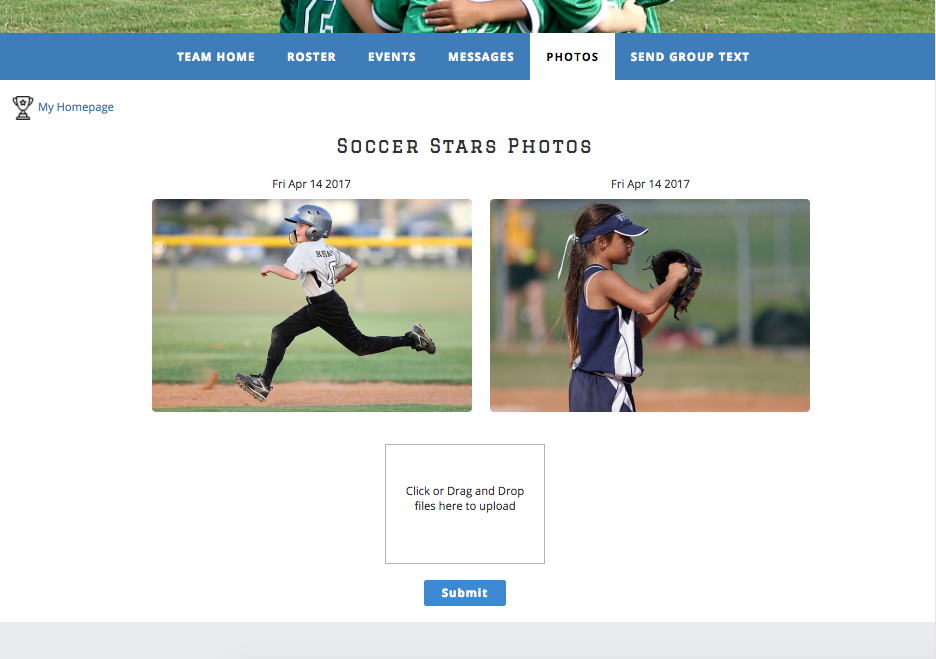 TEAM HOME ROSTER EVENTS MESSAGES PHOTOS SEND GROUP TEXT
My Homepage
Soccer Stars Photos
Fri Apr 14 2017 Fri Apr 14 2017
Click or Drag and Drop
files here to upload
Submit